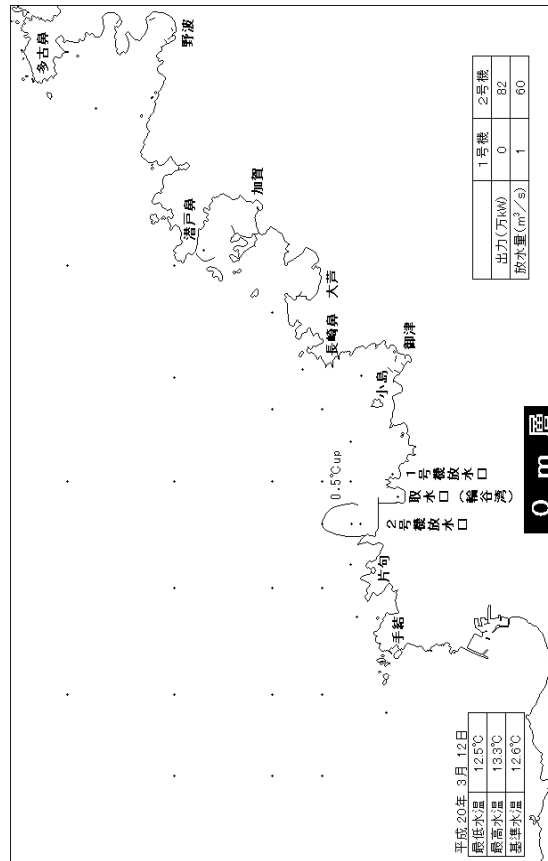 平成 20年 3月 12日
最低水温 12.5℃
最高水温 13.3℃
基準水温 12.6℃
0 m 層
1号機 2号機
出力(万kW) 0 82
放水量(m³/s) 1 60
0.5℃up
手結
片句
2号機放水口
取水口(輪谷湾)
1号機放水口
小島
御津
長崎鼻
大芦
加賀
潜戸鼻
野波
多古鼻